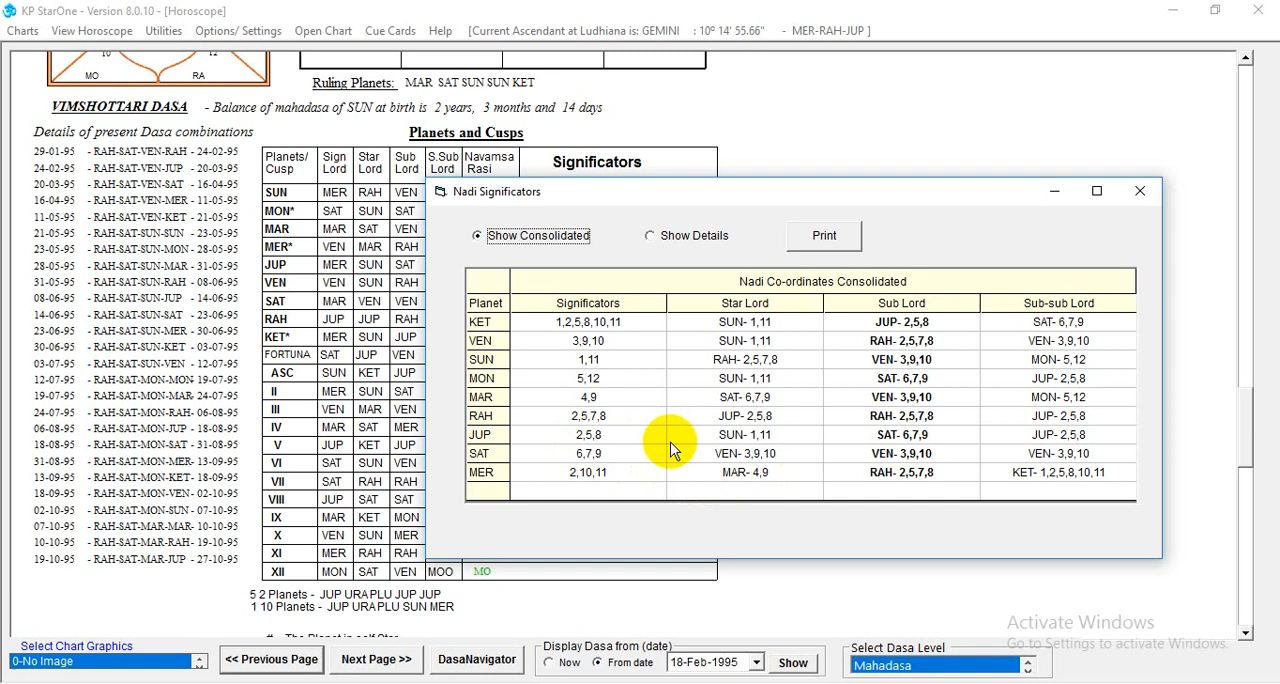 KP StarOne - Version 8.0.10 - [Horoscope]
Charts View Horoscope Utilities Options/ Settings Open Chart Cue Cards Help [Current Ascendant at Ludhiana is: GEMINI : 10º 14' 55.66" - MER-RAH-JUP ]
10 12
MO RA
Ruling Planets: MAR SAT SUN SUN KET
VIMSHOTTARI DASA - Balance of mahadasa of SUN at birth is 2 years, 3 months and 14 days
Details of present Dasa combinations
Planets and Cusps
29-01-95 - RAH-SAT-VEN-RAH - 24-02-95
24-02-95 - RAH-SAT-VEN-JUP - 20-03-95
20-03-95 - RAH-SAT-VEN-SAT - 16-04-95
16-04-95 - RAH-SAT-VEN-MER - 11-05-95
11-05-95 - RAH-SAT-VEN-KET - 21-05-95
21-05-95 - RAH-SAT-SUN-SUN - 23-05-95
23-05-95 - RAH-SAT-SUN-MON - 28-05-95
28-05-95 - RAH-SAT-SUN-MAR - 31-05-95
31-05-95 - RAH-SAT-SUN-RAH - 08-06-95
08-06-95 - RAH-SAT-SUN-JUP - 14-06-95
14-06-95 - RAH-SAT-SUN-SAT - 23-06-95
23-06-95 - RAH-SAT-SUN-MER - 30-06-95
30-06-95 - RAH-SAT-SUN-KET - 03-07-95
03-07-95 - RAH-SAT-SUN-VEN - 12-07-95
12-07-95 - RAH-SAT-MON-MON- 19-07-95
19-07-95 - RAH-SAT-MON-MAR- 24-07-95
24-07-95 - RAH-SAT-MON-RAH- 06-08-95
06-08-95 - RAH-SAT-MON-JUP - 18-08-95
18-08-95 - RAH-SAT-MON-SAT - 31-08-95
31-08-95 - RAH-SAT-MON-MER- 13-09-95
13-09-95 - RAH-SAT-MON-KET- 18-09-95
18-09-95 - RAH-SAT-MON-VEN- 02-10-95
02-10-95 - RAH-SAT-MON-SUN - 07-10-95
07-10-95 - RAH-SAT-MAR-MAR- 10-10-95
10-10-95 - RAH-SAT-MAR-RAH- 19-10-95
19-10-95 - RAH-SAT-MAR-JUP - 27-10-95
Planets/ Sign Star Sub S.Sub Navamsa Significators
Cusp Lord Lord Lord Lord Rasi
SUN MER RAH VEN
MON* SAT SUN SAT
MAR MAR SAT VEN
MER* VEN MAR RAH
JUP MER SUN SAT
VEN VEN SUN RAH
SAT MAR VEN VEN
RAH JUP JUP RAH
KET* MER SUN JUP
FORTUNA SAT JUP VEN
ASC SUN KET JUP
II MER SUN SAT
III VEN MAR VEN
IV MAR SAT MER
V JUP KET JUP
VI SAT SUN VEN
VII SAT RAH RAH
VIII JUP SAT SAT
IX MAR KET MON
X VEN SUN MER
XI MER RAH RAH
XII MON SAT VEN MOO MO
5 2 Planets - JUP URA PLU JUP JUP
1 10 Planets - JUP URA PLU SUN MER
Nadi Significators
Show Consolidated Show Details Print
Nadi Co-ordinates Consolidated
Planet Significators Star Lord Sub Lord Sub-sub Lord
KET 1,2,5,8,10,11 SUN- 1,11 JUP- 2,5,8 SAT- 6,7,9
VEN 3,9,10 SUN- 1,11 RAH- 2,5,7,8 VEN- 3,9,10
SUN 1,11 RAH- 2,5,7,8 VEN- 3,9,10 MON- 5,12
MON 5,12 SUN- 1,11 SAT- 6,7,9 JUP- 2,5,8
MAR 4,9 SAT- 6,7,9 VEN- 3,9,10 MON- 5,12
RAH 2,5,7,8 JUP- 2,5,8 RAH- 2,5,7,8 JUP- 2,5,8
JUP 2,5,8 SUN- 1,11 SAT- 6,7,9 JUP- 2,5,8
SAT 6,7,9 VEN- 3,9,10 VEN- 3,9,10 VEN- 3,9,10
MER 2,10,11 MAR- 4,9 RAH- 2,5,7,8 KET- 1,2,5,8,10,11
Activate Windows
Go to Settings to activate Windows.
Select Chart Graphics
0-No Image
<< Previous Page Next Page >> DasaNavigator
Display Dasa from (date)
Now From date 18-Feb-1995 Show
Select Dasa Level
Mahadasa